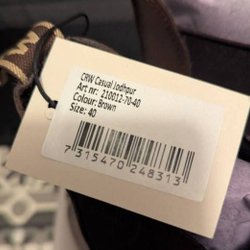 CRW Casual Jodhpur
Art nr: 210012-70-40
Colour: Brown
Size: 40
7 315470 248313